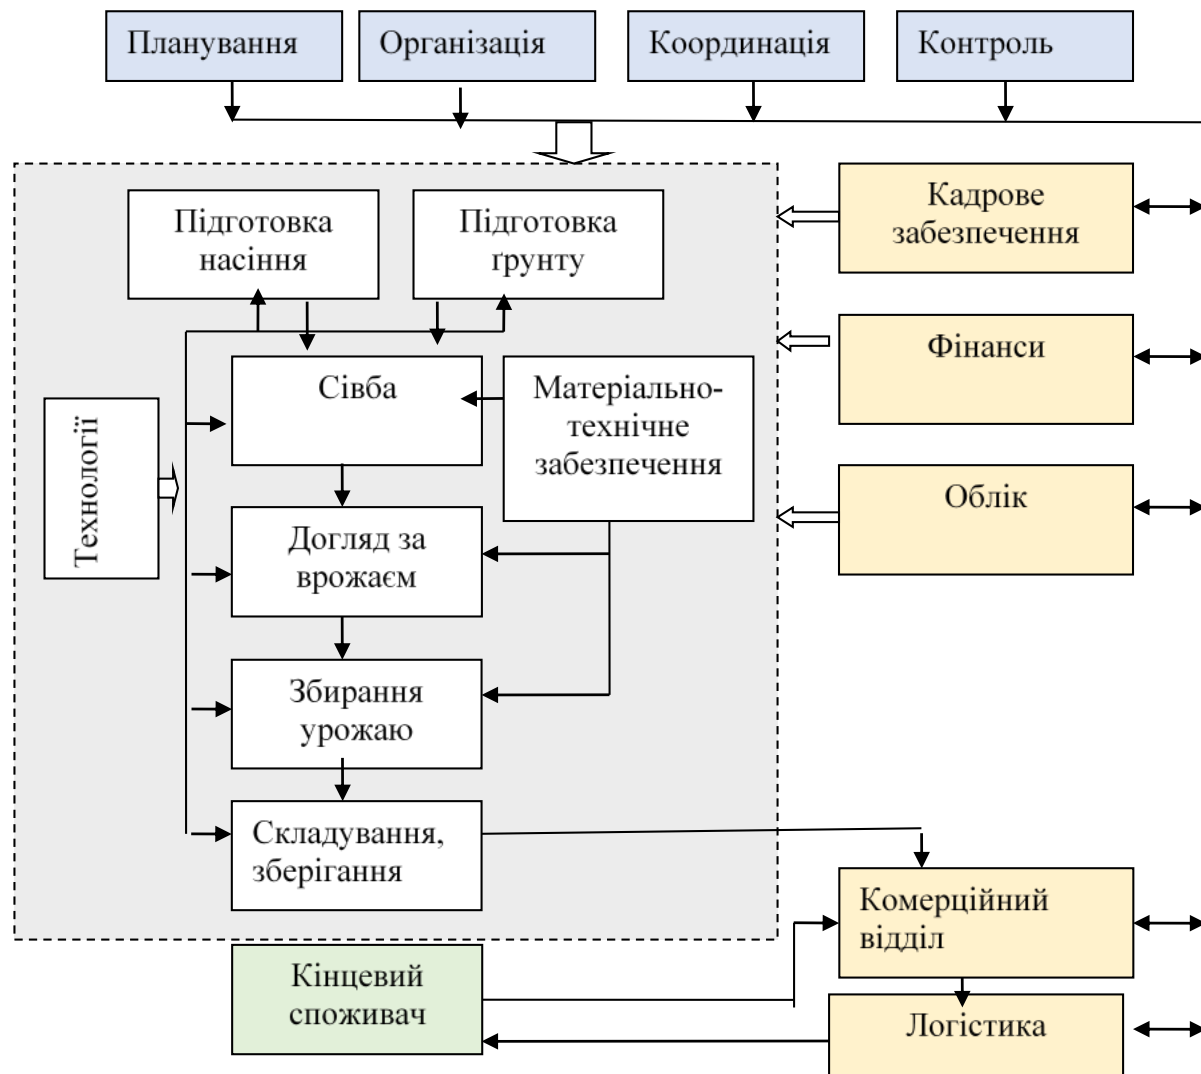 Планування
Організація
Координація
Контроль
Підготовка
насіння
Підготовка
ґрунту
Кадрове
забезпечення
Сівба
Матеріально-
технічне
забезпечення
Фінанси
Технології
Облік
Догляд за
врожаєм
Збирання
урожаю
Складування,
зберігання
Комерційний
відділ
Кінцевий
споживач
Логістика